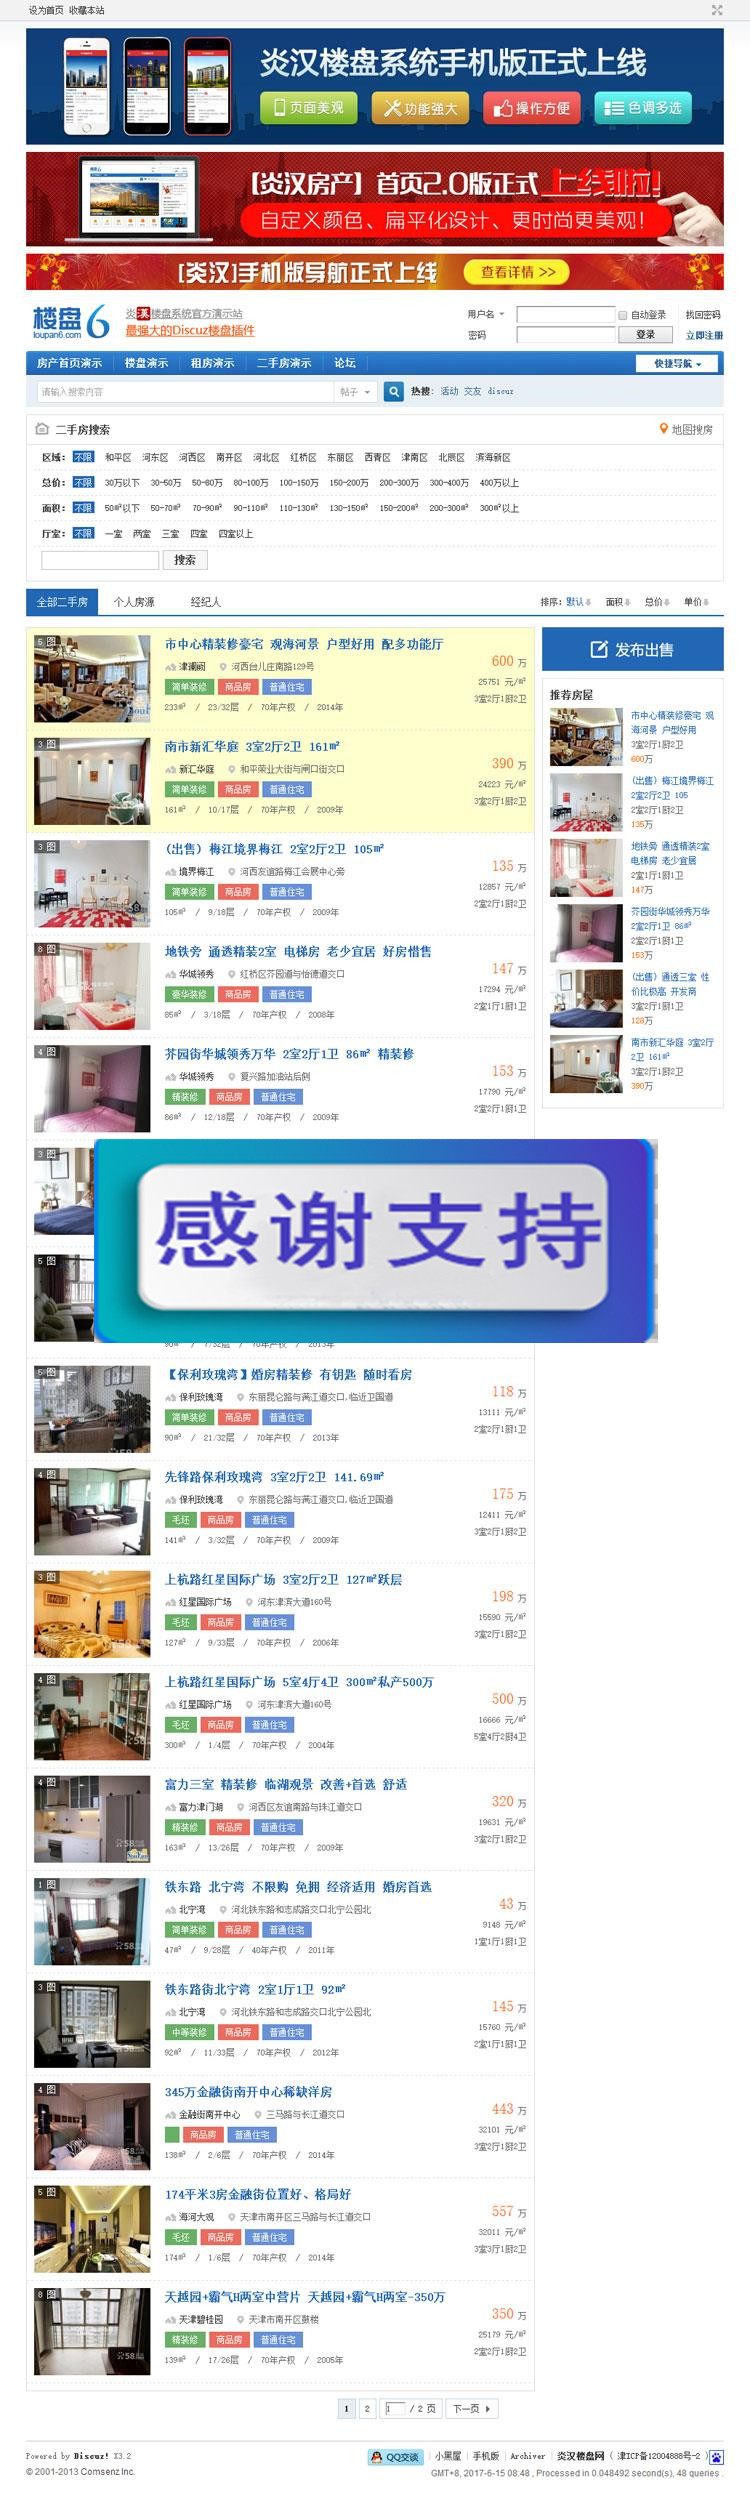 设为首页 收藏本站
炎汉楼盘系统手机版正式上线
页面美观 功能強大 操作方便 色调多选
[炎汉房产] 首页2.0版正式上线啦!
自定义颜色、扁平化设计、更时尚更美观!
[炎汉]手机版导航正式上线 查看详情 >>
楼盘6 loupan6.com
炎漢楼盘系统官方演示站
最强大的Discuz楼盘插件
用户名 自动登录 找回密码
密码 登录 立即注册
房产首页演示 楼盘演示 租房演示 二手房演示 论坛 快捷导航
请输入搜索内容 帖子 热搜: 活动 交友 discuz
二手房搜索 地图搜房
区域: 不限 和平区 河东区 河西区 南开区 河北区 红桥区 东丽区 西青区 津南区 北辰区 滨海新区
总价: 不限 30万以下 30-50万 50-80万 80-100万 100-150万 150-200万 200-300万 300-400万 400万以上
面积: 不限 50m²以下 50-70m² 70-90m² 90-110m² 110-130m² 130-150m² 150-200m² 200-300m² 300m²以上
厅室: 不限 一室 两室 三室 四室 四室以上
搜索
全部二手房 个人房源 经纪人 排序: 默认 面积 总价 单价
5 图
市中心精装修豪宅 观海河景 户型好用 配多功能厅
津澜阙 河西台儿庄南路129号
简单装修 商品房 普通住宅
233m² / 23/32层 / 70年产权 / 2014年
600 万
25751 元/m²
3室2厅1厨2卫
3 图
南市新汇华庭 3室2厅2卫 161m²
新汇华庭 和平荣业大街与闸口街交口
简单装修 商品房 普通住宅
161m² / 10/17层 / 70年产权 / 2009年
390 万
24223 元/m²
3室2厅1厨2卫
3 图
(出售) 梅江境界梅江 2室2厅2卫 105m²
境界梅江 河西友谊路梅江会展中心旁
简单装修 商品房 普通住宅
105m² / 9/18层 / 70年产权 / 2009年
135 万
12857 元/m²
2室2厅1厨2卫
8 图
地铁旁 通透精装2室 电梯房 老少宜居 好房惜售
华城领秀 红桥区芥园道与怡德道交口
豪华装修 商品房 普通住宅
85m² / 3/18层 / 70年产权 / 2008年
147 万
17294 元/m²
2室1厅1厨1卫
4 图
芥园街华城领秀万华 2室2厅1卫 86m² 精装修
华城领秀 复兴路加油站后侧
精装修 商品房 普通住宅
86m² / 12/18层 / 70年产权 / 2009年
153 万
17790 元/m²
2室2厅1厨1卫
3 图
感谢支持
5 图
90m² / 7/32层 / 70年产权 / 2013年
5 图
【保利玫瑰湾】婚房精装修 有钥匙 随时看房
保利玫瑰湾 东丽昆仑路与满江道交口,临近卫国道
简单装修 商品房 普通住宅
90m² / 21/32层 / 70年产权 / 2013年
118 万
13111 元/m²
2室2厅1厨1卫
4 图
先锋路保利玫瑰湾 3室2厅2卫 141.69m²
保利玫瑰湾 东丽昆仑路与满江道交口,临近卫国道
毛坯 商品房 普通住宅
141m² / 3/32层 / 70年产权 / 2009年
175 万
12411 元/m²
3室2厅1厨2卫
3 图
上杭路红星国际广场 3室2厅2卫 127m²跃层
红星国际广场 河东津滨大道160号
毛坯 商品房 普通住宅
127m² / 9/33层 / 70年产权 / 2006年
198 万
15590 元/m²
3室2厅1厨2卫
4 图
上杭路红星国际广场 5室4厅4卫 300m²私产500万
红星国际广场 河东津滨大道160号
毛坯 商品房 普通住宅
300m² / 1/4层 / 70年产权 / 2004年
500 万
16666 元/m²
5室4厅2厨4卫
4 图
富力三室 精装修 临湖观景 改善+首选 舒适
富力津门湖 河西区友谊南路与珠江道交口
精装修 商品房 普通住宅
163m² / 13/26层 / 70年产权 / 2009年
320 万
19631 元/m²
3室2厅1厨2卫
1 图
铁东路 北宁湾 不限购 免拥 经济适用 婚房首选
北宁湾 河北铁东路和志成路交口北宁公园北
简单装修 商品房 普通住宅
47m² / 9/28层 / 40年产权 / 2011年
43 万
9148 元/m²
1室1厅1厨1卫
3 图
铁东路街北宁湾 2室1厅1卫 92m²
北宁湾 河北铁东路和志成路交口北宁公园北
中等装修 商品房 普通住宅
92m² / 11/33层 / 70年产权 / 2012年
145 万
15760 元/m²
2室1厅1厨1卫
4 图
345万金融街南开中心稀缺洋房
金融街南开中心 三马路与长江道交口
商品房 普通住宅
138m² / 2/6层 / 70年产权 / 2014年
443 万
32101 元/m²
3室2厅1厨2卫
5 图
174平米3房金融街位置好、格局好
海河大观 天津市南开区三马路与长江道交口
毛坯 商品房 普通住宅
174m² / 1/6层 / 70年产权 / 2014年
557 万
32011 元/m²
3室3厅1厨2卫
8 图
天越园+霸气H两室中营片 天越园+霸气H两室-350万
天津碧桂园 天津市南开区鼓楼
精装修 商品房 普通住宅
139m² / 17/26层 / 70年产权 / 2005年
350 万
25179 元/m²
2室2厅1厨2卫
发布出售
推荐房屋
市中心精装修豪宅 观
海河景 户型好用
3室2厅1厨2卫
600万
(出售) 梅江境界梅江
2室2厅2卫 105
2室2厅1厨2卫
135万
地铁旁 通透精装2室
电梯房 老少宜居
2室1厅1厨1卫
147万
芥园街华城领秀万华
2室2厅1卫 86m²
2室2厅1厨1卫
153万
(出售) 通透三室 性
价比极高 开发商
3室2厅1厨1卫
128万
南市新汇华庭 3室2厅
2卫 161m²
3室2厅1厨2卫
390万
1 2 1 / 2 页 下一页
Powered by Discuz! X3.2
© 2001-2013 Comsenz Inc.
QQ交谈 | 小黑屋 | 手机版 | Archiver | 炎汉楼盘网 ( 津ICP备12004888号-2 )
GMT+8, 2017-6-15 08:48 , Processed in 0.048492 second(s), 48 queries .